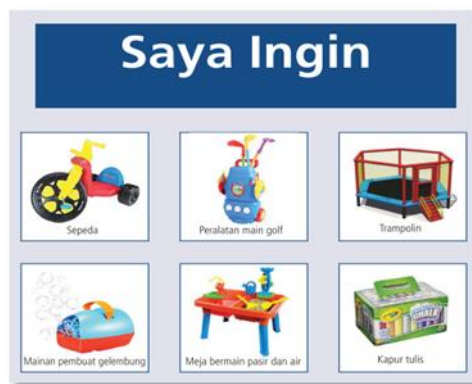 Saya Ingin
Sepeda
Peralatan main golf
Trampolin
Mainan pembuat gelembung
Meja bermain pasir dan air
Kapur tulis